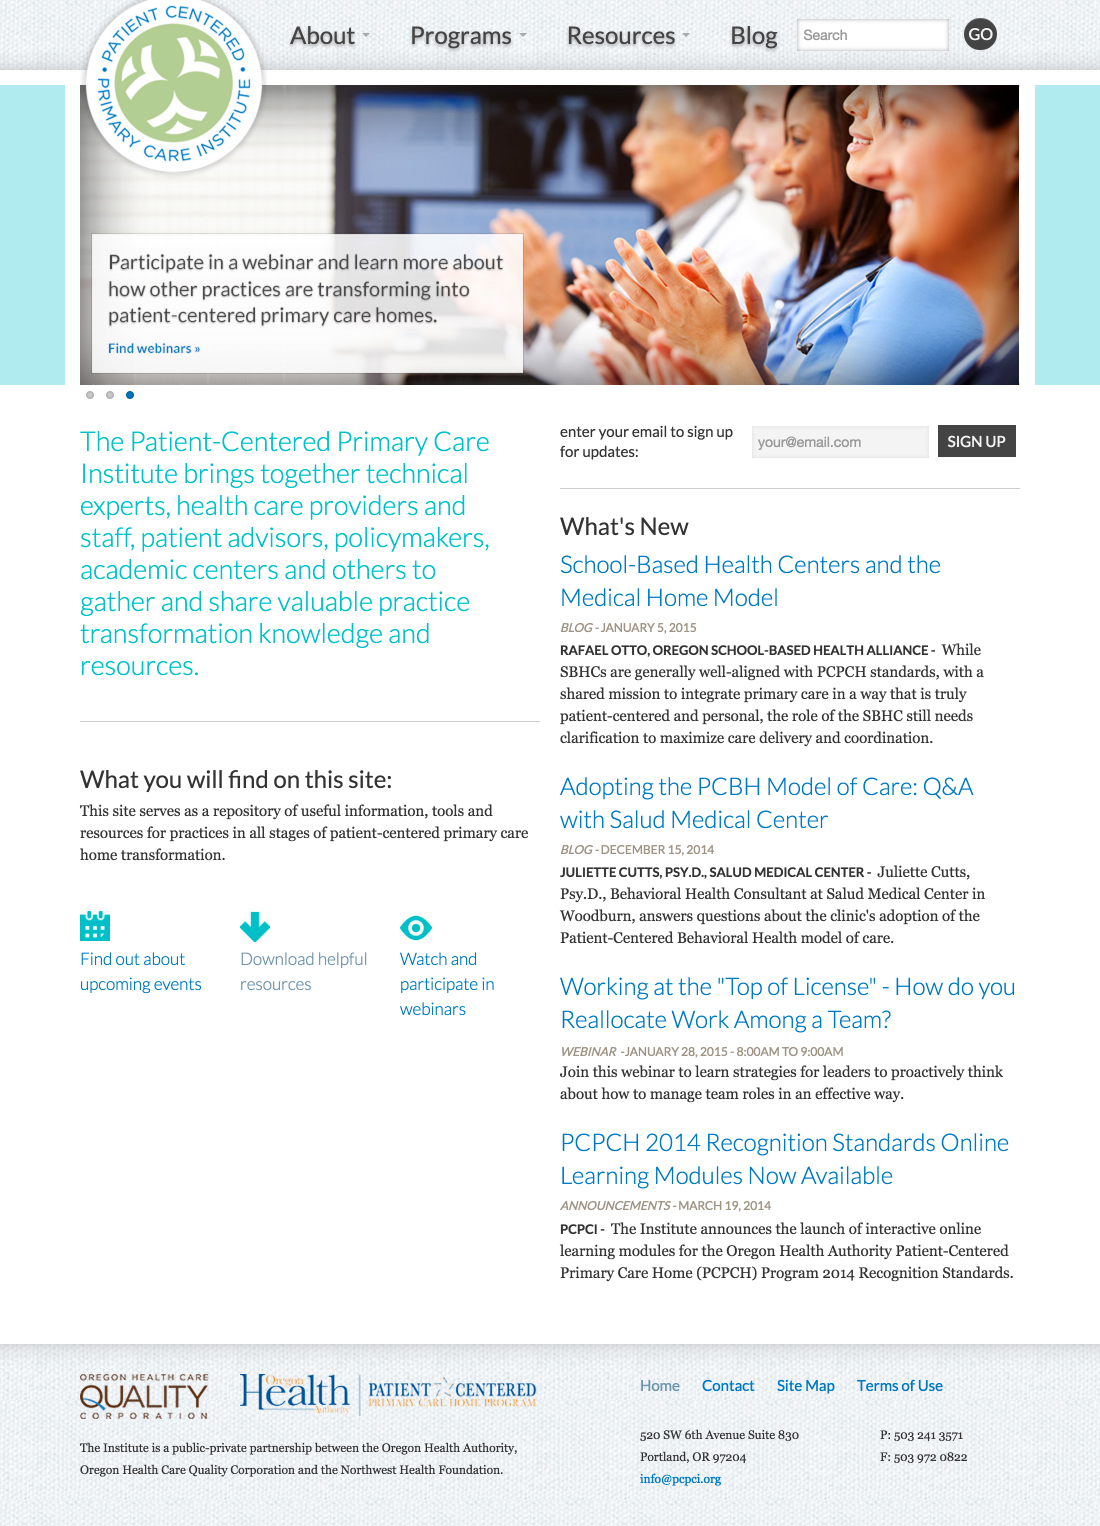 PATIENT CENTERED
PRIMARY CARE INSTITUTE
About
Programs
Resources
Blog
Search
GO
Participate in a webinar and learn more about
how other practices are transforming into
patient-centered primary care homes.
Find webinars »
The Patient-Centered Primary Care
Institute brings together technical
experts, health care providers and
staff, patient advisors, policymakers,
academic centers and others to
gather and share valuable practice
transformation knowledge and
resources.
What you will find on this site:
This site serves as a repository of useful information, tools and
resources for practices in all stages of patient-centered primary care
home transformation.
Find out about
upcoming events
Download helpful
resources
Watch and
participate in
webinars
enter your email to sign up
for updates:
your@email.com
SIGN UP
What's New
School-Based Health Centers and the
Medical Home Model
BLOG - JANUARY 5, 2015
RAFAEL OTTO, OREGON SCHOOL-BASED HEALTH ALLIANCE - While
SBHCs are generally well-aligned with PCPCH standards, with a
shared mission to integrate primary care in a way that is truly
patient-centered and personal, the role of the SBHC still needs
clarification to maximize care delivery and coordination.
Adopting the PCBH Model of Care: Q&A
with Salud Medical Center
BLOG - DECEMBER 15, 2014
JULIETTE CUTTS, PSY.D., SALUD MEDICAL CENTER - Juliette Cutts,
Psy.D., Behavioral Health Consultant at Salud Medical Center in
Woodburn, answers questions about the clinic's adoption of the
Patient-Centered Behavioral Health model of care.
Working at the "Top of License" - How do you
Reallocate Work Among a Team?
WEBINAR -JANUARY 28, 2015 - 8:00AM TO 9:00AM
Join this webinar to learn strategies for leaders to proactively think
about how to manage team roles in an effective way.
PCPCH 2014 Recognition Standards Online
Learning Modules Now Available
ANNOUNCEMENTS - MARCH 19, 2014
PCPCI - The Institute announces the launch of interactive online
learning modules for the Oregon Health Authority Patient-Centered
Primary Care Home (PCPCH) Program 2014 Recognition Standards.
OREGON HEALTH CARE
QUALITY
CORPORATION
Oregon
Health
Authority
PATIENT CENTERED
PRIMARY CARE HOME PROGRAM
The Institute is a public-private partnership between the Oregon Health Authority,
Oregon Health Care Quality Corporation and the Northwest Health Foundation.
Home
Contact
Site Map
Terms of Use
520 SW 6th Avenue Suite 830
Portland, OR 97204
info@pcpci.org
P: 503 241 3571
F: 503 972 0822